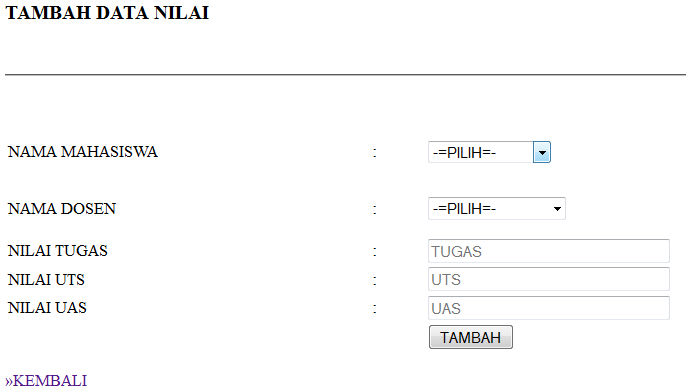 TAMBAH DATA NILAI
NAMA MAHASISWA : -=PILIH=-
NAMA DOSEN : -=PILIH=-
NILAI TUGAS : TUGAS
NILAI UTS : UTS
NILAI UAS : UAS
TAMBAH
»KEMBALI